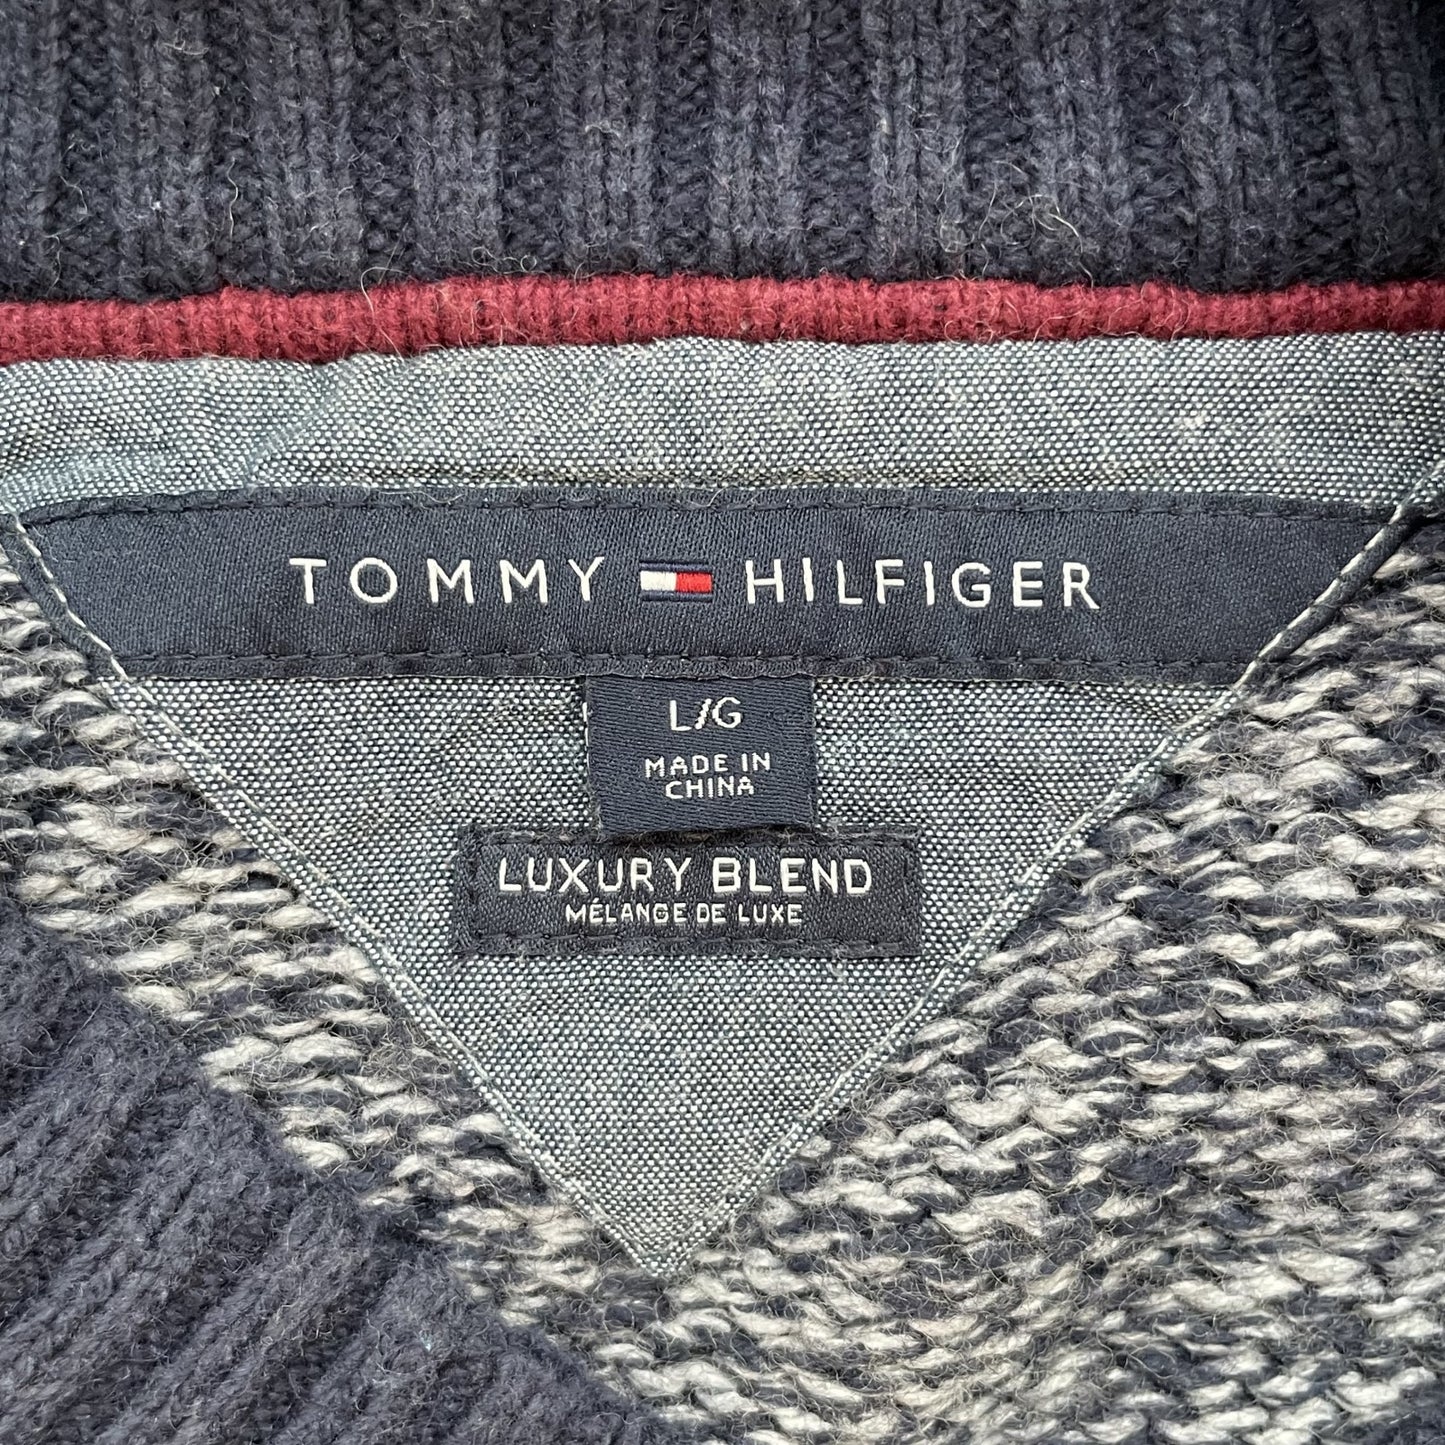 TOMMY HILFIGER
L/G
MADE IN
CHINA
LUXURY BLEND
MÉLANGE DE LUXE